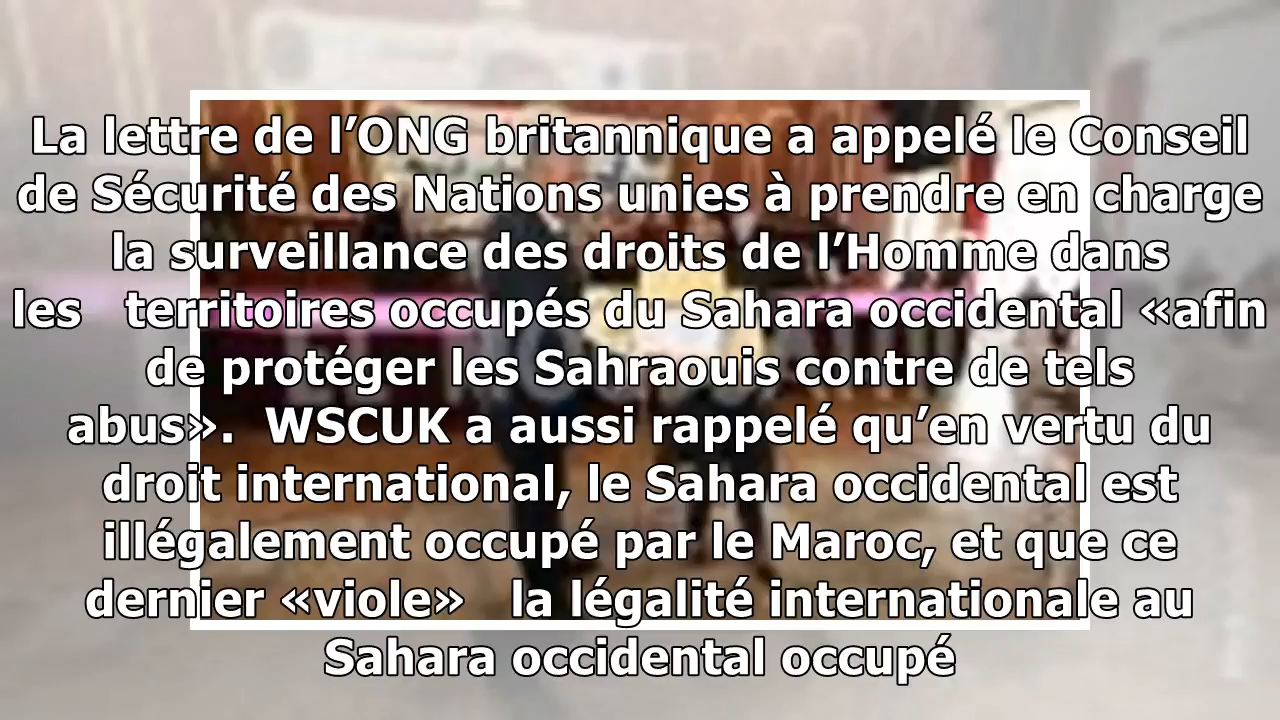 La lettre de l’ONG britannique a appelé le Conseil
de Sécurité des Nations unies à prendre en charge
la surveillance des droits de l’Homme dans
les   territoires occupés du Sahara occidental «afin
de protéger les Sahraouis contre de tels
abus».  WSCUK a aussi rappelé qu’en vertu du
droit international, le Sahara occidental est
illégalement occupé par le Maroc, et que ce
dernier «viole»   la légalité internationale au
Sahara occidental occupé